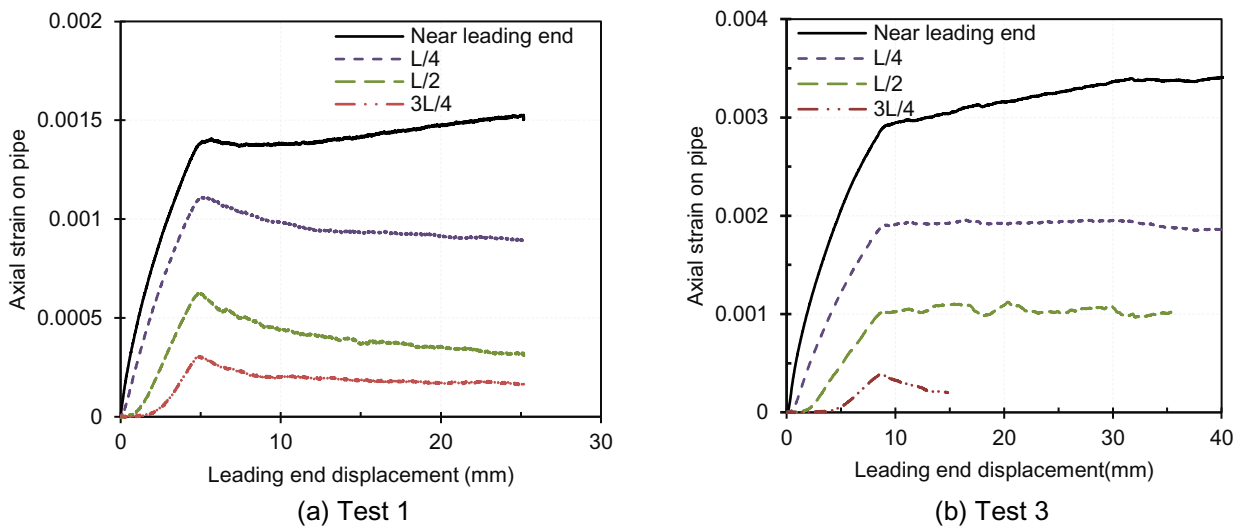 0.002
0.0015
0.001
0.0005
0
Axial strain on pipe
Near leading end
L/4
L/2
3L/4
0
10
20
30
Leading end displacement (mm)
(a) Test 1
0.004
0.003
0.002
0.001
0
Axial strain on pipe
Near leading end
L/4
L/2
3L/4
0
10
20
30
40
Leading end displacement(mm)
(b) Test 3